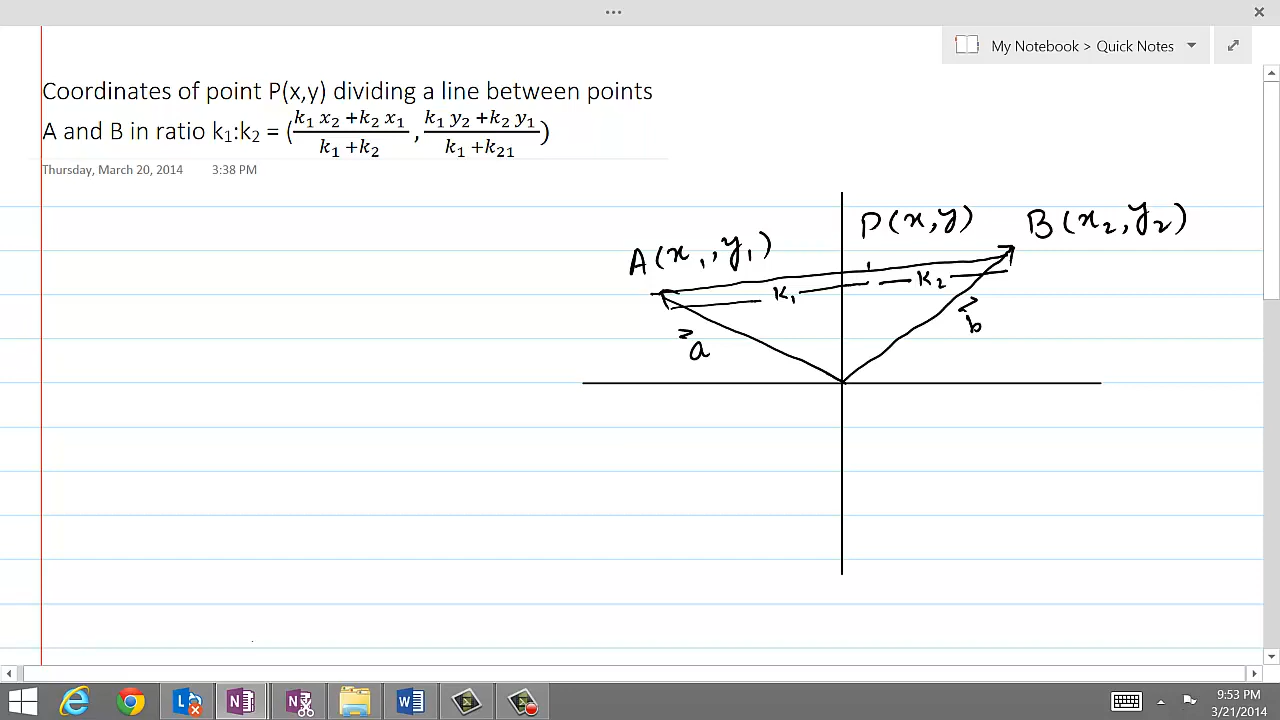 My Notebook > Quick Notes
Coordinates of point P(x,y) dividing a line between points
A and B in ratio k₁:k₂ = (\frac{k₁ x₂ +k₂ x₁}{k₁ +k₂} , \frac{k₁ y₂ +k₂ y₁}{k₁ +k₂₁})
Thursday, March 20, 2014 3:38 PM
A(x₁, y₁) P(x, y) B(x₂, y₂)
K₁ K₂
a b
9:53 PM
3/21/2014